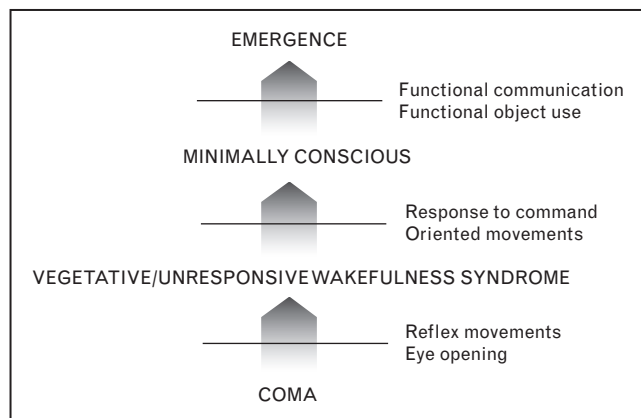 EMERGENCE
Functional communication
Functional object use
MINIMALLY CONSCIOUS
Response to command
Oriented movements
VEGETATIVE/UNRESPONSIVE WAKEFULNESS SYNDROME
Reflex movements
Eye opening
COMA